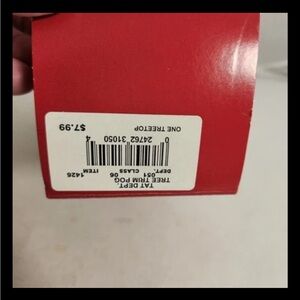 TAT DEPT.
TREE TRIM POG
DEPT. 051 CLASS 06 ITEM 1426
0 24762 31050 4
ONE TREETOP
$7.99